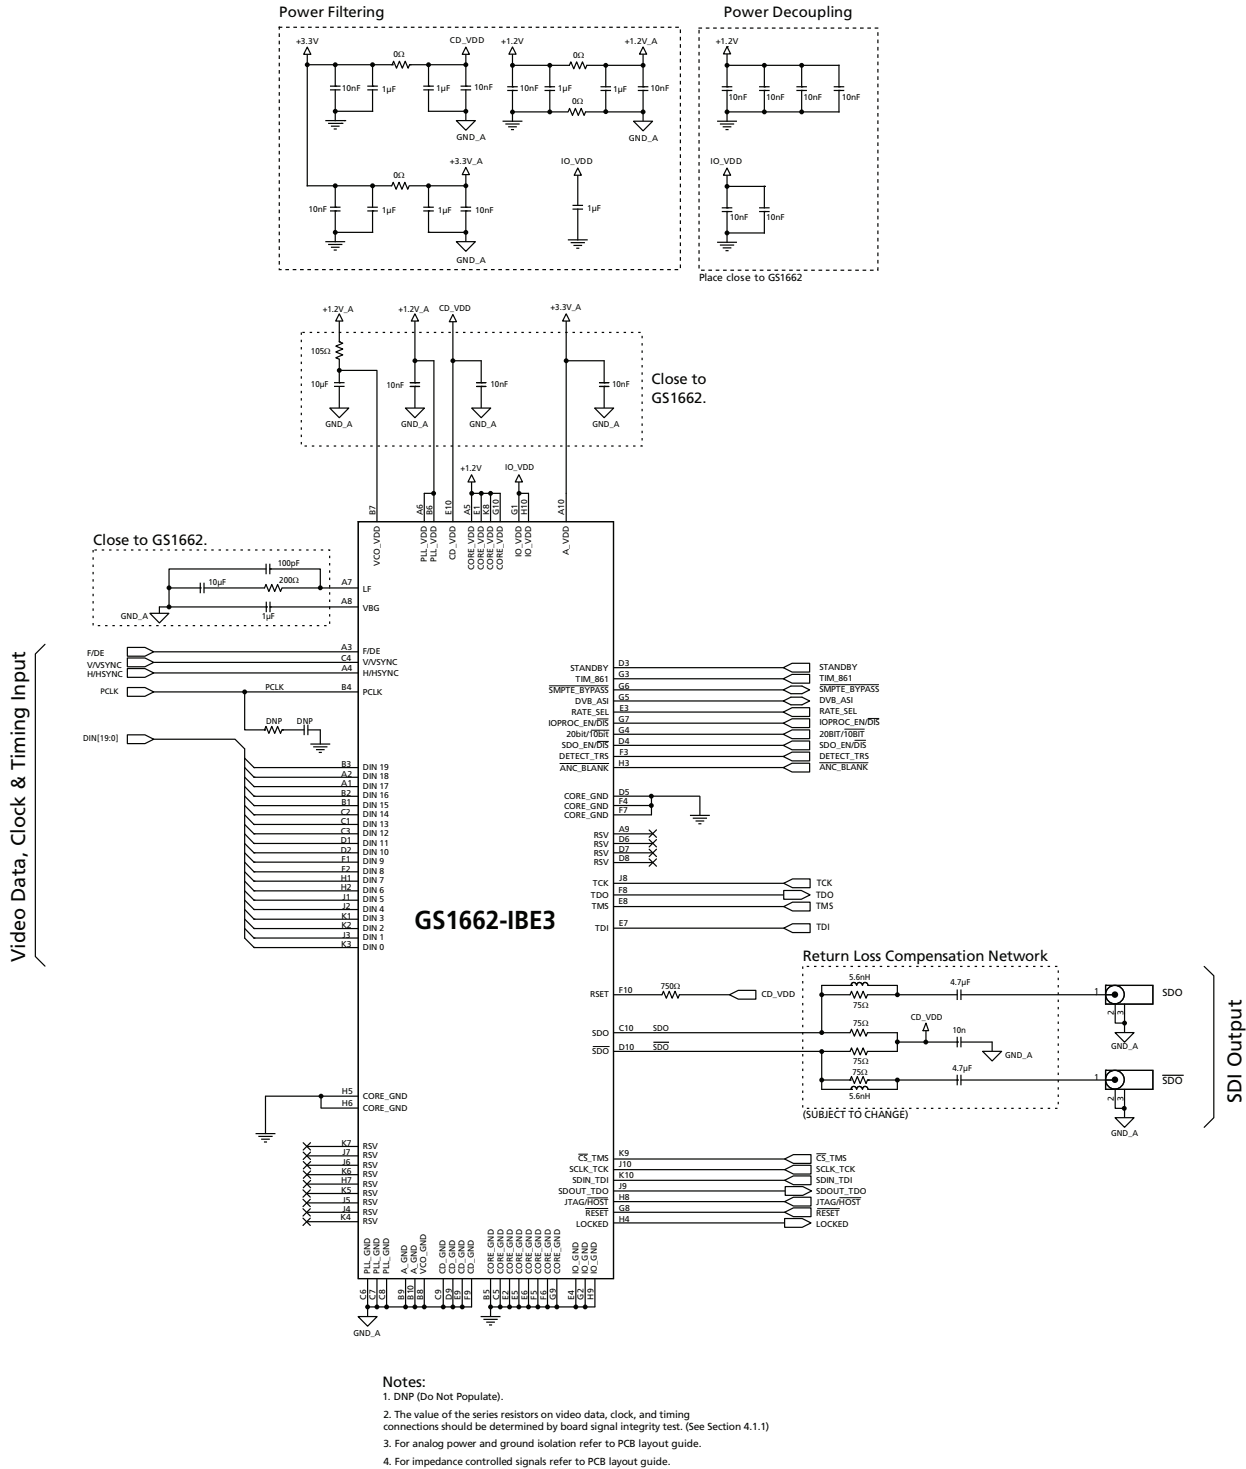 Power Filtering
Power Decoupling
+3.3V
CD_VDD
+1.2V
+1.2V_A
+1.2V
0Ω
0Ω
10nF
1µF
1µF
10nF
10nF
1µF
1µF
10nF
10nF
10nF
10nF
10nF
0Ω
GND_A
GND_A
+3.3V_A
IO_VDD
IO_VDD
0Ω
10nF
1µF
1µF
10nF
1µF
10nF
10nF
GND_A
Place close to GS1662
+1.2V_A
+1.2V_A
CD_VDD
+3.3V_A
105Ω
10µF
10nF
10nF
10nF
Close to
GS1662.
GND_A
GND_A
GND_A
GND_A
+1.2V
IO_VDD
B7
A6
B6
E10
A5
E1
K8
G10
G1
H10
A10
VCO_VDD
PLL_VDD
PLL_VDD
CD_VDD
CORE_VDD
CORE_VDD
CORE_VDD
CORE_VDD
IO_VDD
IO_VDD
A_VDD
Close to GS1662.
100pF
10µF
200Ω
A7
LF
A8
VBG
GND_A
1µF
Video Data, Clock & Timing Input
F/DE
A3
F/DE
V/VSYNC
C4
V/VSYNC
H/HSYNC
A4
H/HSYNC
PCLK
PCLK
B4
PCLK
DNP
DNP
DIN[19:0]
B3 DIN 19
A2 DIN 18
A1 DIN 17
B2 DIN 16
B1 DIN 15
C2 DIN 14
C1 DIN 13
C3 DIN 12
D1 DIN 11
D2 DIN 10
F1 DIN 9
F2 DIN 8
H1 DIN 7
H2 DIN 6
J1 DIN 5
J2 DIN 4
K1 DIN 3
K2 DIN 2
J3 DIN 1
K3 DIN 0
GS1662-IBE3
STANDBY D3 STANDBY
TIM_861 G3 TIM_861
SMPTE_BYPASS G6 SMPTE_BYPASS
DVB_ASI G5 DVB_ASI
RATE_SEL E3 RATE_SEL
IOPROC_EN/DIS G7 IOPROC_EN/DIS
20bit/10bit G4 20BIT/10BIT
SDO_EN/DIS D4 SDO_EN/DIS
DETECT_TRS F3 DETECT_TRS
ANC_BLANK H3 ANC_BLANK
CORE_GND D5
CORE_GND F4
CORE_GND F7
RSV A9
RSV D6
RSV D7
RSV D8
TCK J8 TCK
TDO F8 TDO
TMS E8 TMS
TDI E7 TDI
RSET F10 750Ω CD_VDD
SDO C10 SDO
SDO D10 SDO
Return Loss Compensation Network
5.6nH
4.7µF
75Ω
75Ω
CD_VDD
10n
GND_A
75Ω
75Ω
4.7µF
5.6nH
(SUBJECT TO CHANGE)
1
SDO
2
3
GND_A
1
SDO
2
3
GND_A
SDI Output
H5 CORE_GND
H6 CORE_GND
K7 RSV
J7 RSV
J6 RSV
K6 RSV
H7 RSV
K5 RSV
J5 RSV
J4 RSV
K4 RSV
CS_TMS K9 CS_TMS
SCLK_TCK J10 SCLK_TCK
SDIN_TDI K10 SDIN_TDI
SDOUT_TDO J9 SDOUT_TDO
JTAG/HOST H8 JTAG/HOST
RESET G8 RESET
LOCKED H4 LOCKED
PLL_GND
PLL_GND
PLL_GND
A_GND
A_GND
VCO_GND
CD_GND
CD_GND
CD_GND
CD_GND
CORE_GND
CORE_GND
CORE_GND
CORE_GND
CORE_GND
CORE_GND
CORE_GND
CORE_GND
IO_GND
IO_GND
IO_GND
C6
C7
C8
B9
B10
B8
C9
D9
E9
F9
B5
C5
E2
E5
E6
F5
F6
G9
E4
G2
H9
GND_A
Notes:
1. DNP (Do Not Populate).
2. The value of the series resistors on video data, clock, and timing
connections should be determined by board signal integrity test. (See Section 4.1.1)
3. For analog power and ground isolation refer to PCB layout guide.
4. For impedance controlled signals refer to PCB layout guide.